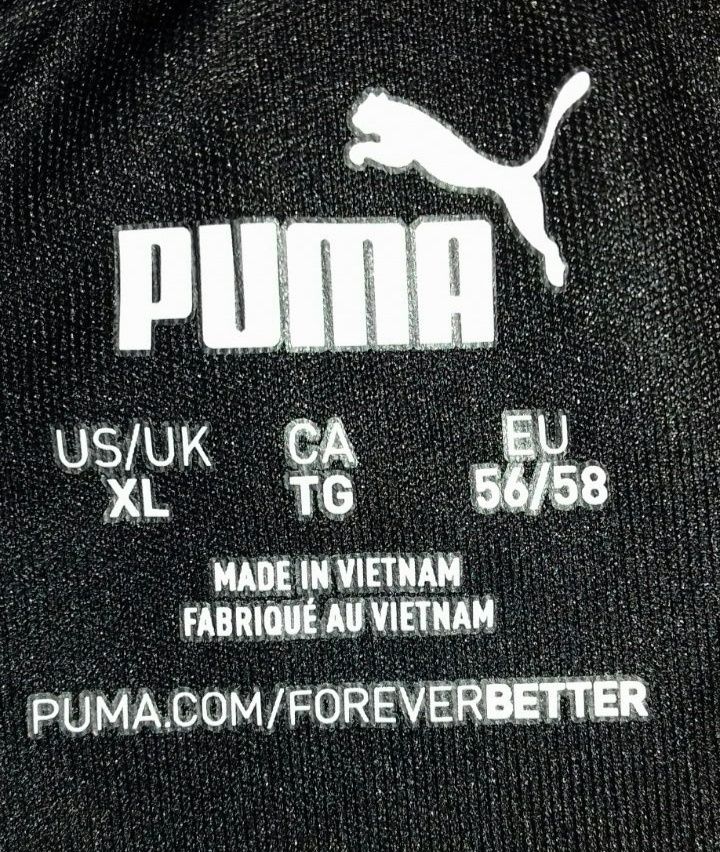 PUMA
US/UK CA EU
XL TG 56/58
MADE IN VIETNAM
FABRIQUÉ AU VIETNAM
PUMA.COM/FOREVERBETTER